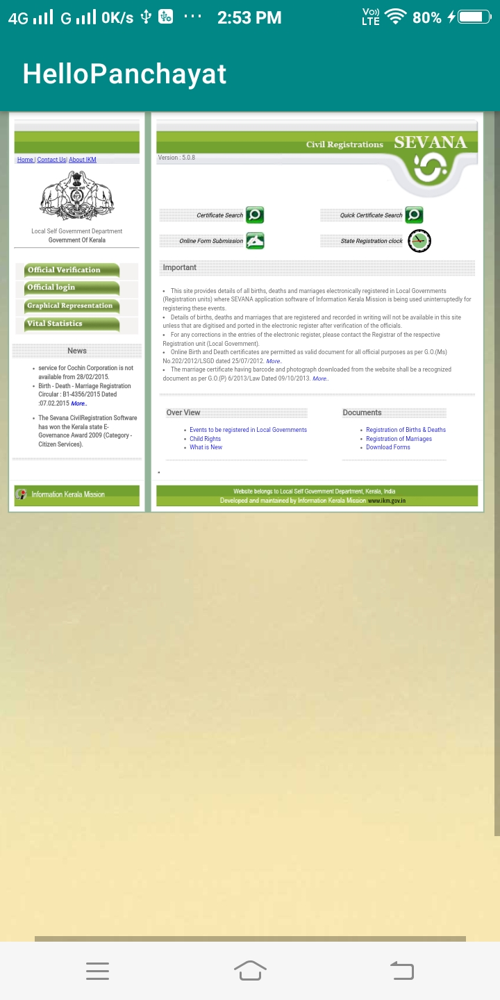 4G G 0K/s ... 2:53 PM Vo)) LTE 80%
HelloPanchayat
Home | Contact Us| About IKM
Local Self Government Department
Government Of Kerala
Official Verification
Official login
Graphical Representation
Vital Statistics
News
• service for Cochin Corporation is not
available from 28/02/2015.
• Birth - Death - Marriage Registration
Circular : B1-4356/2015 Dated
:07.02.2015 More..
• The Sevana CivilRegistration Software
has won the Kerala state E-
Governance Award 2009 (Category -
Citizen Services).
Information Kerala Mission
Civil Registrations SEVANA
Version : 5.0.8
Certificate Search Quick Certificate Search
Online Form Submission State Registration clock
Important
• This site provides details of all births, deaths and marriages electronically registered in Local Governments
(Registration units) where SEVANA application software of Information Kerala Mission is being used uninterruptedly for
registering these events.
• Details of births, deaths and marriages that are registered and recorded in writing will not be available in this site
unless that are digitised and ported in the electronic register after verification of the officials.
• For any corrections in the entries of the electronic register, please contact the Registrar of the respective
Registration unit (Local Government).
• Online Birth and Death certificates are permitted as valid document for all official purposes as per G.O.(Ms)
No.202/2012/LSGD dated 25/07/2012. More..
• The marriage certificate having barcode and photograph downloaded from the website shall be a recognized
document as per G.O.(P) 6/2013/Law Dated 09/10/2013. More..
Over View
• Events to be registered in Local Governments
• Child Rights
• What is New
Documents
• Registration of Births & Deaths
• Registration of Marriages
• Download Forms
•
Website belongs to Local Self Government Department, Kerala, India
Developed and maintained by Information Kerala Mission www.ikm.gov.in